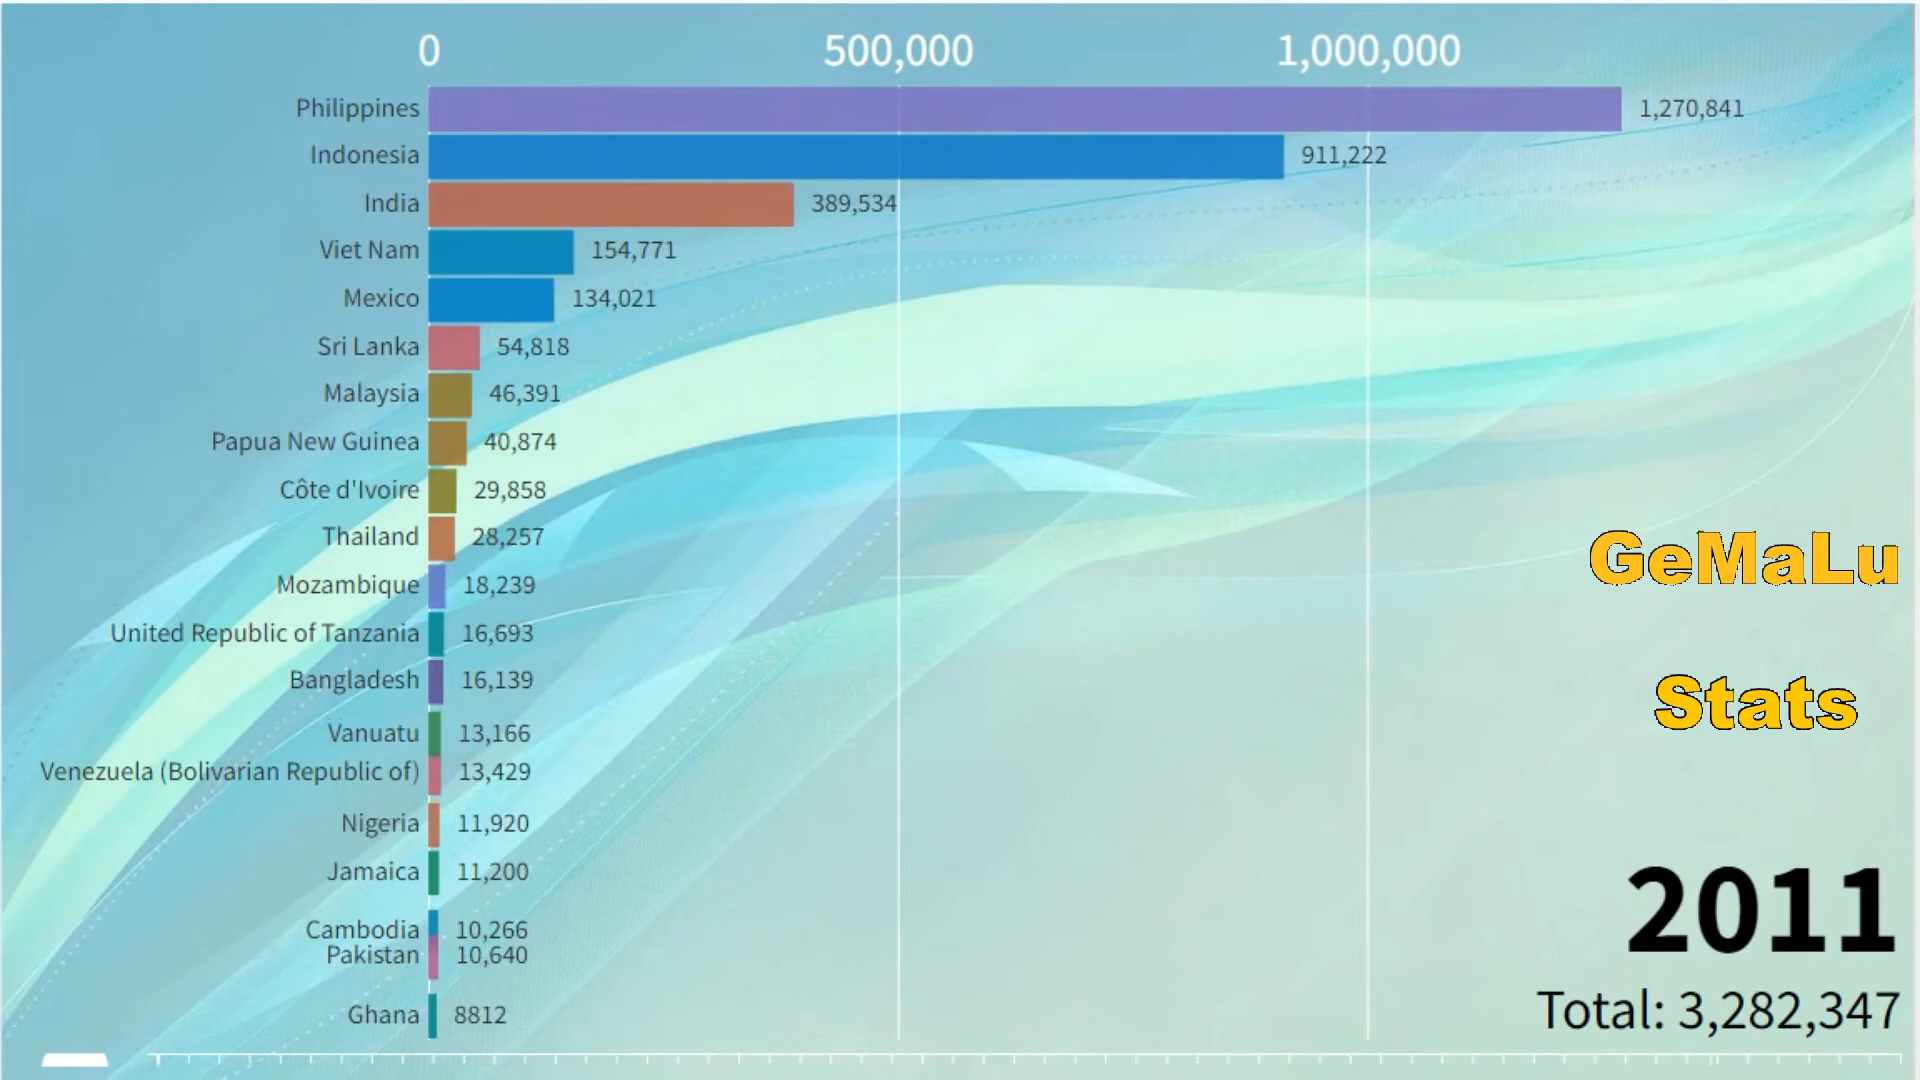 0 500,000 1,000,000
Philippines 1,270,841
Indonesia 911,222
India 389,534
Viet Nam 154,771
Mexico 134,021
Sri Lanka 54,818
Malaysia 46,391
Papua New Guinea 40,874
Côte d'Ivoire 29,858
Thailand 28,257
Mozambique 18,239
United Republic of Tanzania 16,693
Bangladesh 16,139
Vanuatu 13,166
Venezuela (Bolivarian Republic of) 13,429
Nigeria 11,920
Jamaica 11,200
Cambodia 10,266
Pakistan 10,640
Ghana 8812
GeMaLu
Stats
2011
Total: 3,282,347